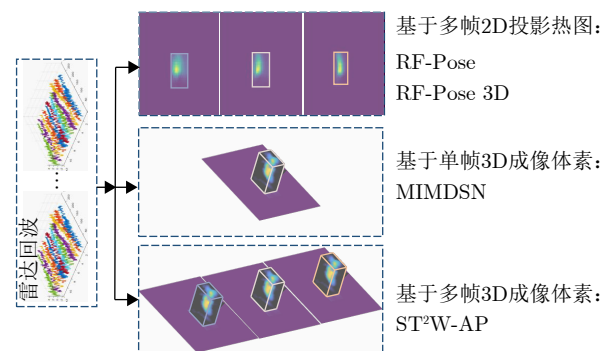 雷达回波
⋮
基于多帧2D投影热图:
RF-Pose
RF-Pose 3D
基于单帧3D成像体素:
MIMDSN
基于多帧3D成像体素:
ST²W-AP